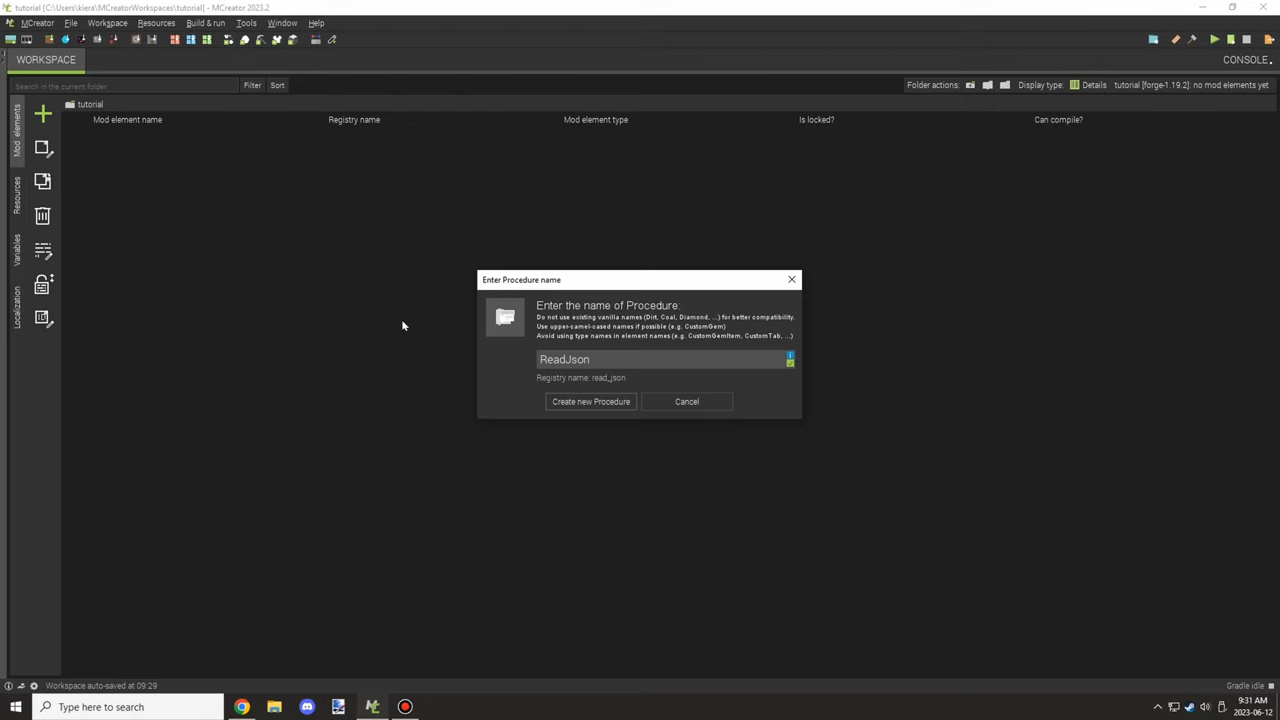 tutorial [C:\Users\kiera\MCreatorWorkspaces\tutorial] - MCreator 2023.2
MCreator File Workspace Resources Build & run Tools Window Help
WORKSPACE
CONSOLE
Search in the current folder
Filter
Sort
Folder actions:
Display type:
Details
tutorial [forge-1.19.2]: no mod elements yet
tutorial
Mod element name
Registry name
Mod element type
Is locked?
Can compile?
Mod elements
Resources
Variables
Localization
Enter Procedure name
Enter the name of Procedure:
Do not use existing vanilla names (Dirt, Coal, Diamond, ...) for better compatibility.
Use upper-camel-cased names if possible (e.g. CustomGem)
Avoid using type names in element names (e.g. CustomGemItem, CustomTab, ...)
ReadJson
Registry name: read_json
Create new Procedure
Cancel
Workspace auto-saved at 09:29
Gradle idle
Type here to search
9:31 AM
2023-06-12